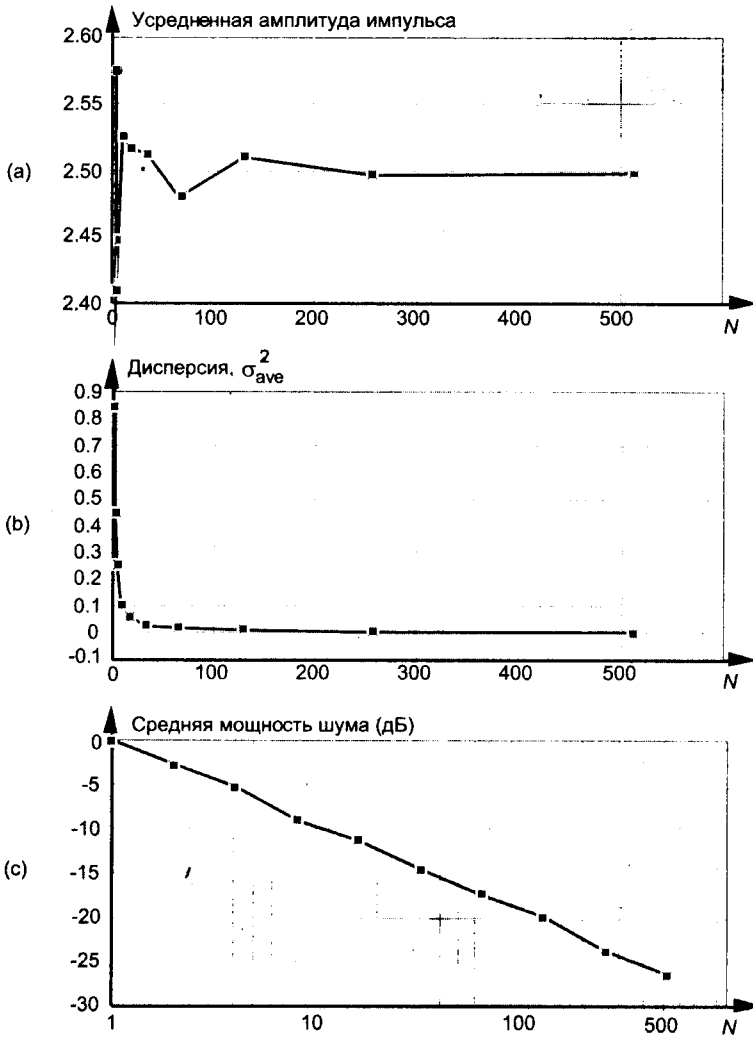 Усредненная амплитуда импульса
2.60
2.55
(a)
2.50
2.45
2.40
0 100 200 300 400 500 N
Дисперсия, σ²ave
0.9
0.8
0.7
0.6
0.5
(b)
0.4
0.3
0.2
0.1
0
-0.1
0 100 200 300 400 500 N
Средняя мощность шума (дБ)
0
-5
-10
(c)
-15
-20
-25
-30
1 10 100 500 N